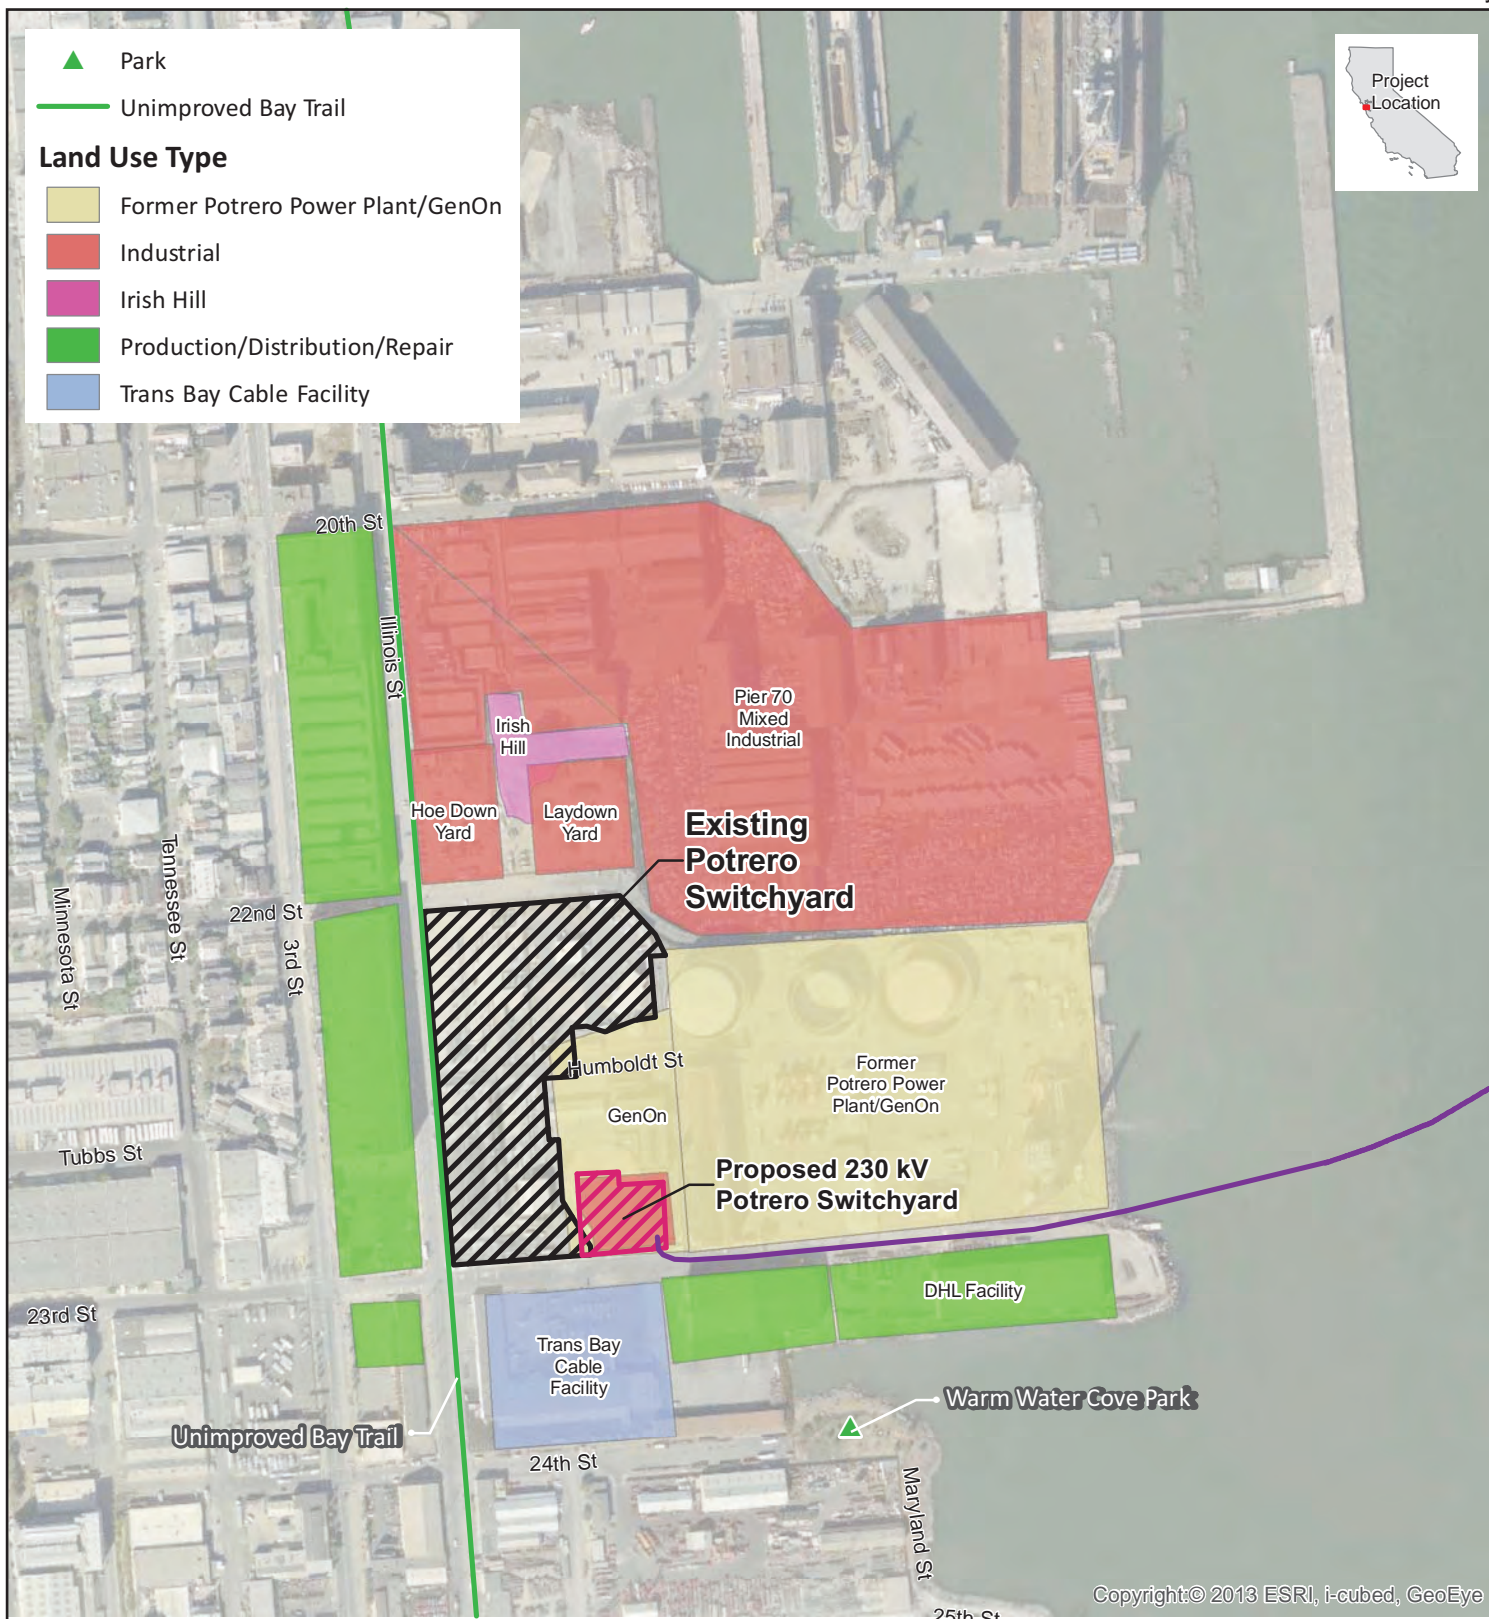 Park
Unimproved Bay Trail
Land Use Type
Former Potrero Power Plant/GenOn
Industrial
Irish Hill
Production/Distribution/Repair
Trans Bay Cable Facility
Project
Location
20th St
Illinois St
Irish
Hill
Pier 70
Mixed
Industrial
Hoe Down
Yard
Laydown
Yard
Existing
Potrero
Switchyard
Minnesota St
Tennessee St
22nd St
3rd St
Humboldt St
GenOn
Former
Potrero Power
Plant/GenOn
Tubbs St
Proposed 230 kV
Potrero Switchyard
23rd St
DHL Facility
Trans Bay
Cable
Facility
Unimproved Bay Trail
Warm Water Cove Park
24th St
Maryland St
Copyright:© 2013 ESRI, i-cubed, GeoEye
25th St